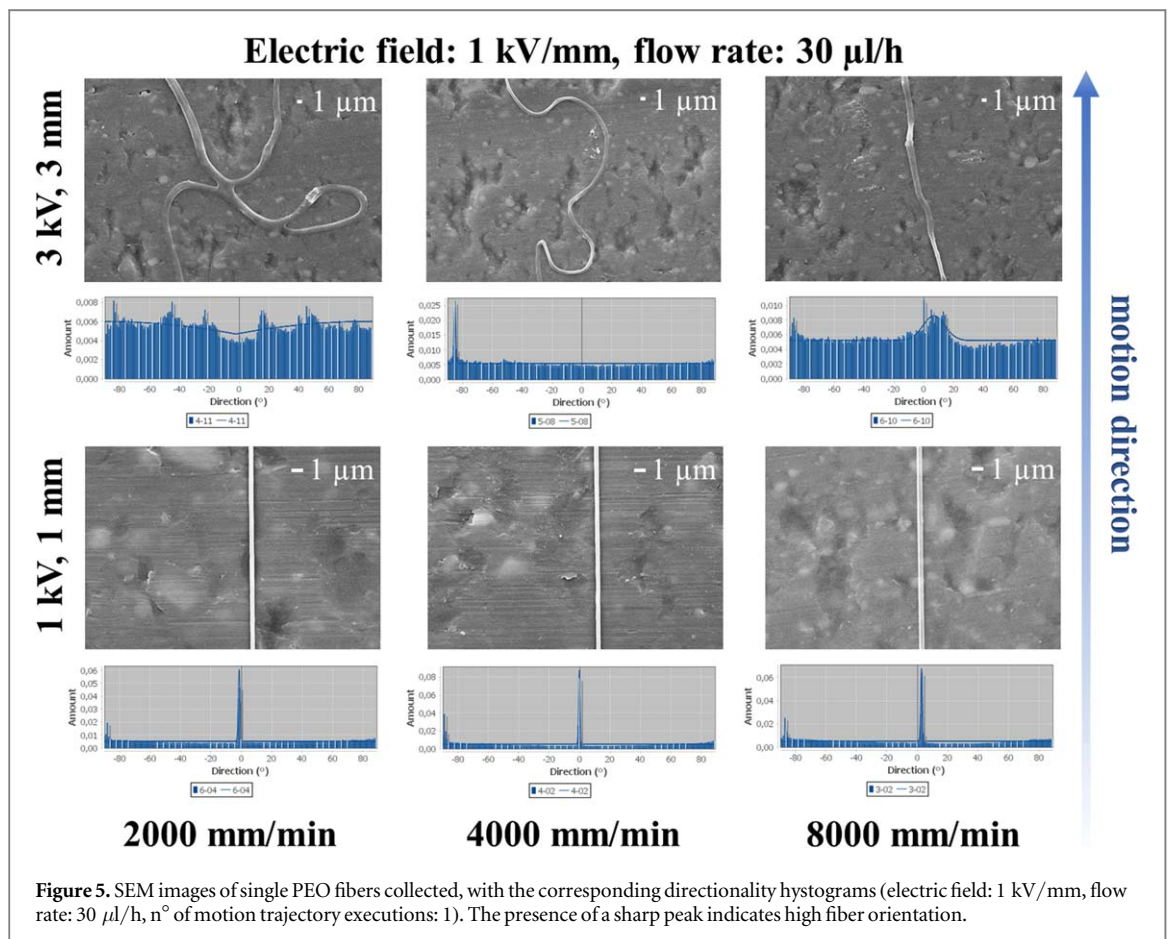 Electric field: 1 kV/mm, flow rate: 30 µl/h
3 kV, 3 mm
1 µm
1 µm
1 µm
motion direction
0,008
0,006
0,004
0,002
0,000
Amount
-80 -60 -40 -20 0 20 40 60 80
Direction (°)
4-11 4-11
0,025
0,020
0,015
0,010
0,005
0,000
Amount
-80 -60 -40 -20 0 20 40 60 80
Direction (°)
5-08 5-08
0,010
0,008
0,006
0,004
0,002
0,000
Amount
-80 -60 -40 -20 0 20 40 60 80
Direction (°)
6-10 6-10
1 kV, 1 mm
1 µm
1 µm
1 µm
0,06
0,05
0,04
0,03
0,02
0,01
0,00
Amount
-80 -60 -40 -20 0 20 40 60 80
Direction (°)
6-04 6-04
0,08
0,06
0,04
0,02
0,00
Amount
-80 -60 -40 -20 0 20 40 60 80
Direction (°)
4-02 4-02
0,06
0,04
0,02
0,00
Amount
-80 -60 -40 -20 0 20 40 60 80
Direction (°)
3-02 3-02
2000 mm/min
4000 mm/min
8000 mm/min
Figure 5. SEM images of single PEO fibers collected, with the corresponding directionality hystograms (electric field: 1 kV/mm, flow
rate: 30 µl/h, n° of motion trajectory executions: 1). The presence of a sharp peak indicates high fiber orientation.